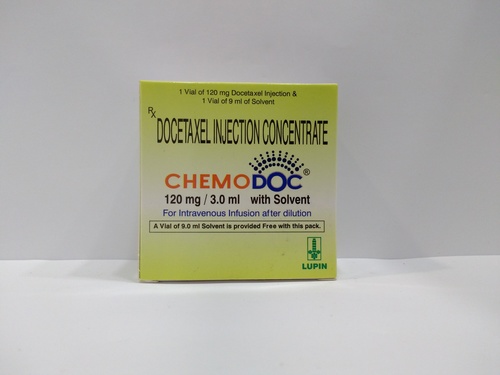 1 Vial of 120 mg Docetaxel Injection &
1 Vial of 9 ml of Solvent
Rx DOCETAXEL INJECTION CONCENTRATE
CHEMODOC®
120 mg / 3.0 ml with Solvent
For Intravenous Infusion after dilution
A Vial of 9.0 ml Solvent is provided Free with this pack.
LUPIN